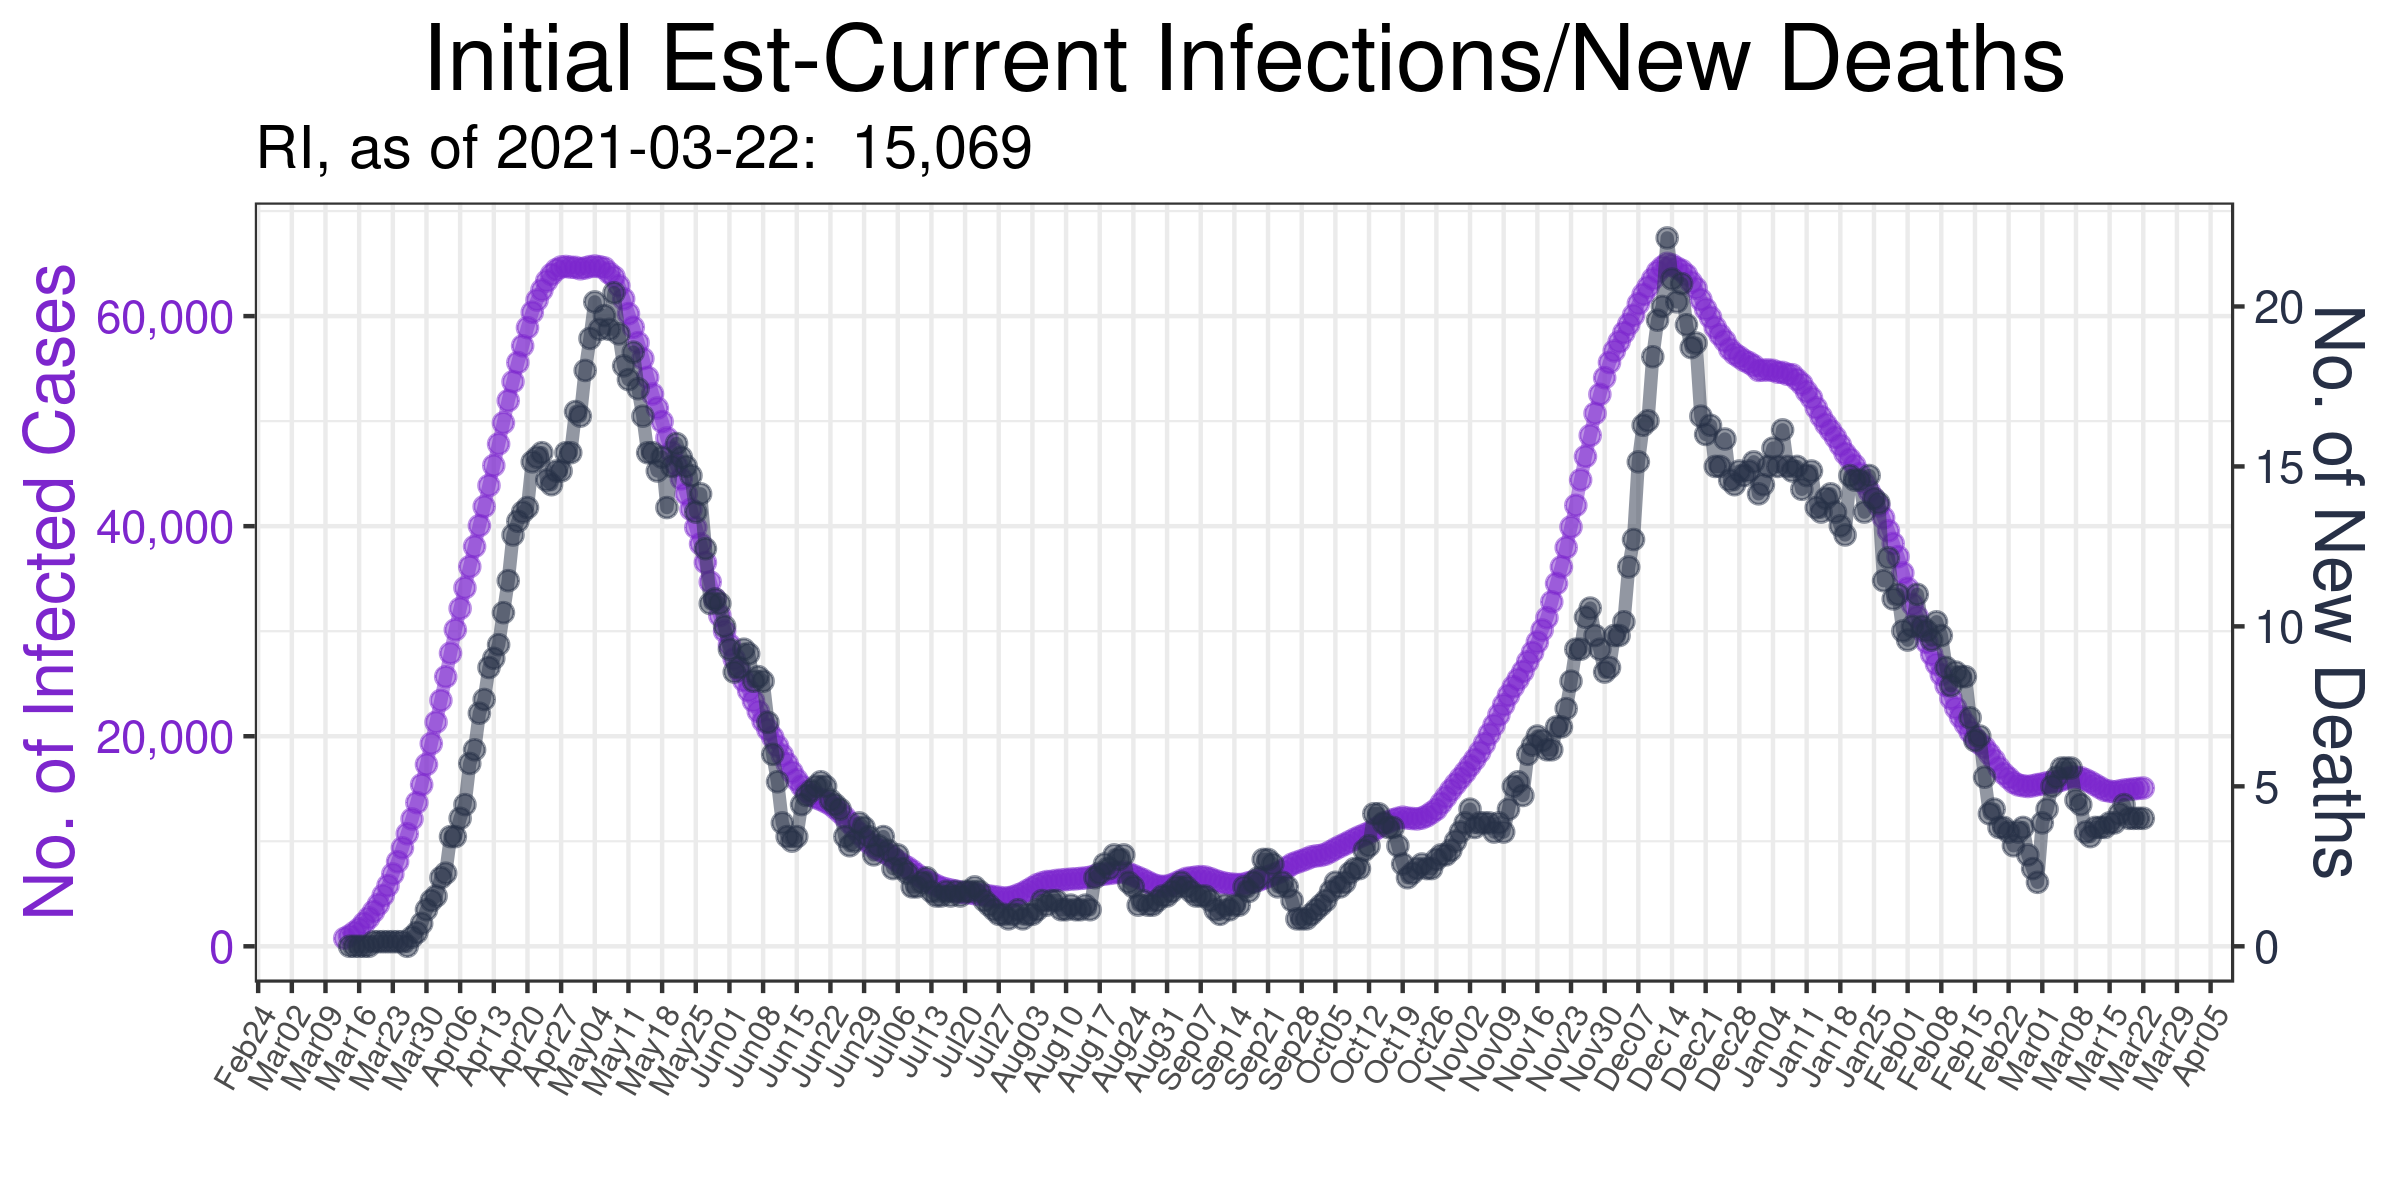 Initial Est-Current Infections/New Deaths
RI, as of 2021-03-22:  15,069
No. of Infected Cases
60,000
40,000
20,000
0
20
15
10
5
0
No. of New Deaths
Feb24 Mar02 Mar09 Mar16 Mar23 Mar30 Apr06 Apr13 Apr20 Apr27 May04 May11 May18 May25 Jun01 Jun08 Jun15 Jun22 Jun29 Jul06 Jul13 Jul20 Jul27 Aug03 Aug10 Aug17 Aug24 Aug31 Sep07 Sep14 Sep21 Sep28 Oct05 Oct12 Oct19 Oct26 Nov02 Nov09 Nov16 Nov23 Nov30 Dec07 Dec14 Dec21 Dec28 Jan04 Jan11 Jan18 Jan25 Feb01 Feb08 Feb15 Feb22 Mar01 Mar08 Mar15 Mar22 Mar29 Apr05